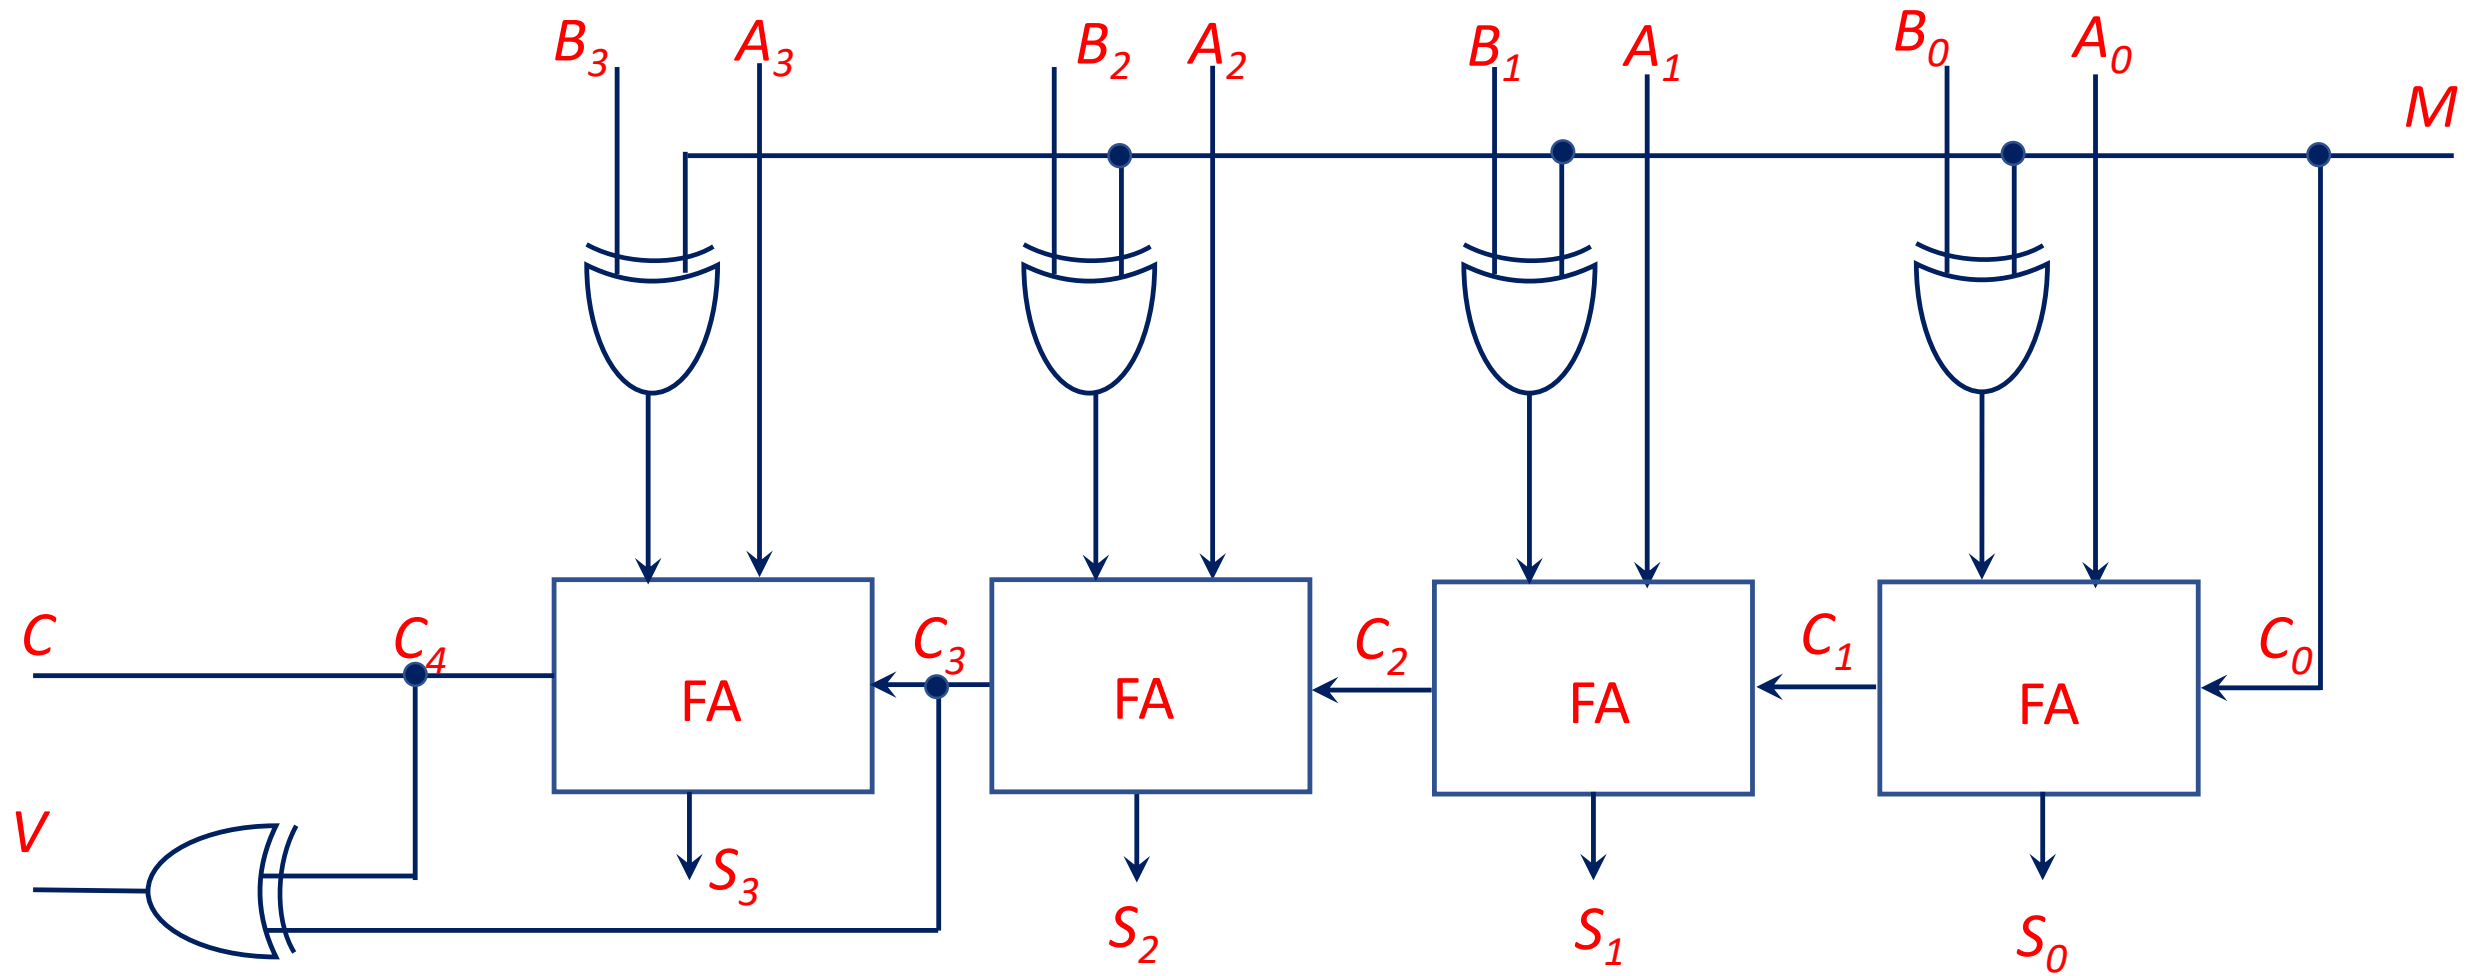 B3 A3 B2 A2 B1 A1 B0 A0
M
C C4 C3 C2 C1 C0
FA FA FA FA
V
S3 S2 S1 S0